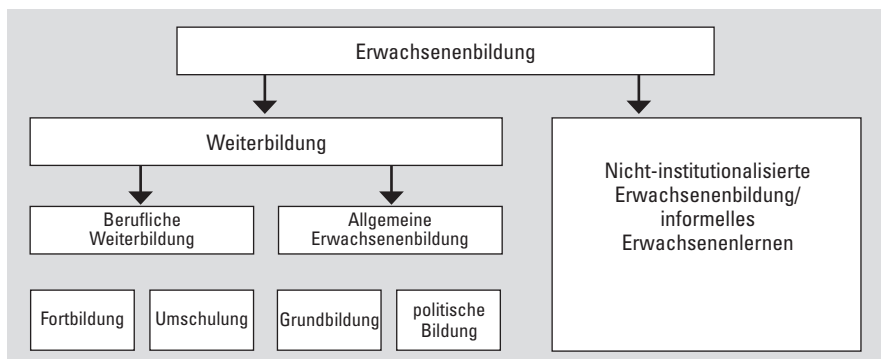 Erwachsenenbildung
Weiterbildung
Nicht-institutionalisierte
Erwachsenenbildung/
informelles
Erwachsenenlernen
Berufliche
Weiterbildung
Allgemeine
Erwachsenenbildung
Fortbildung
Umschulung
Grundbildung
politische
Bildung